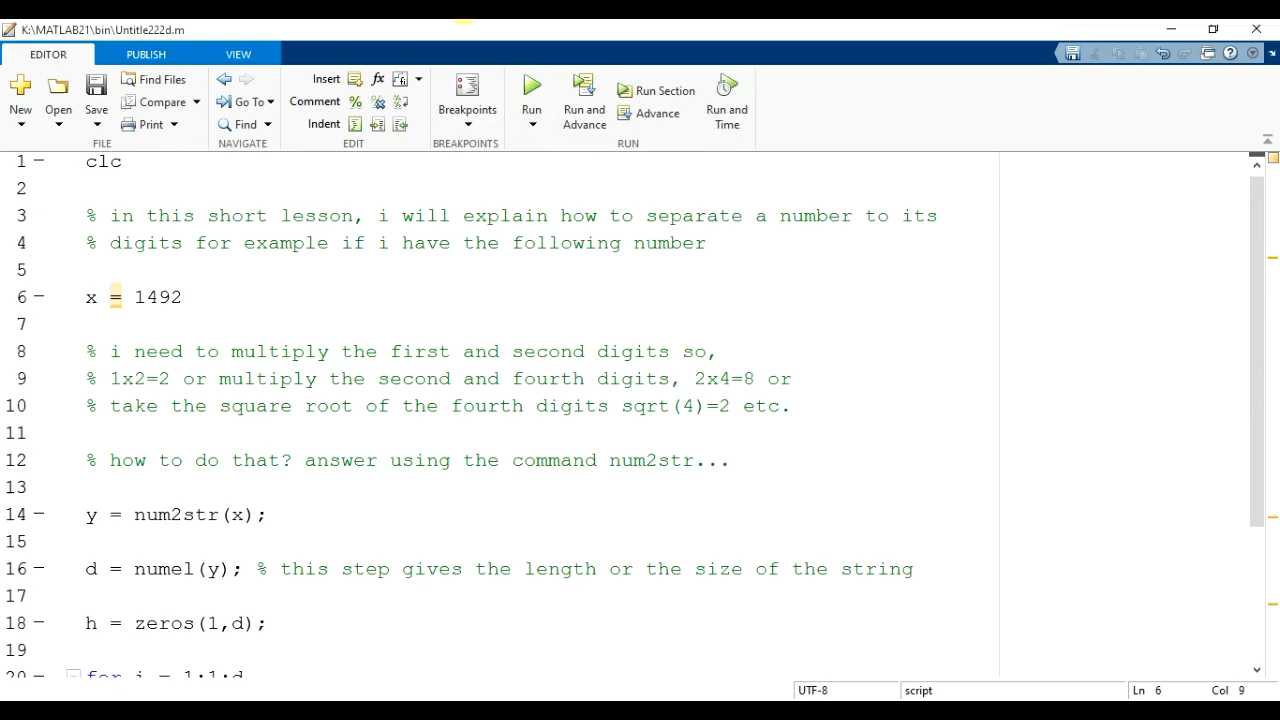 K:\MATLAB21\bin\Untitle222d.m
EDITOR PUBLISH VIEW
New Open Save Find Files Compare Print
Go To Find
Insert fx
Comment % %
Indent
Breakpoints
Run Run and Advance Run Section Advance Run and Time
FILE NAVIGATE EDIT BREAKPOINTS RUN
1 clc
2
3 % in this short lesson, i will explain how to separate a number to its
4 % digits for example if i have the following number
5
6 x = 1492
7
8 % i need to multiply the first and second digits so,
9 % 1x2=2 or multiply the second and fourth digits, 2x4=8 or
10 % take the square root of the fourth digits sqrt(4)=2 etc.
11
12 % how to do that? answer using the command num2str...
13
14 y = num2str(x);
15
16 d = numel(y); % this step gives the length or the size of the string
17
18 h = zeros(1,d);
19
20 for i = 1:1:d
UTF-8 script Ln 6 Col 9